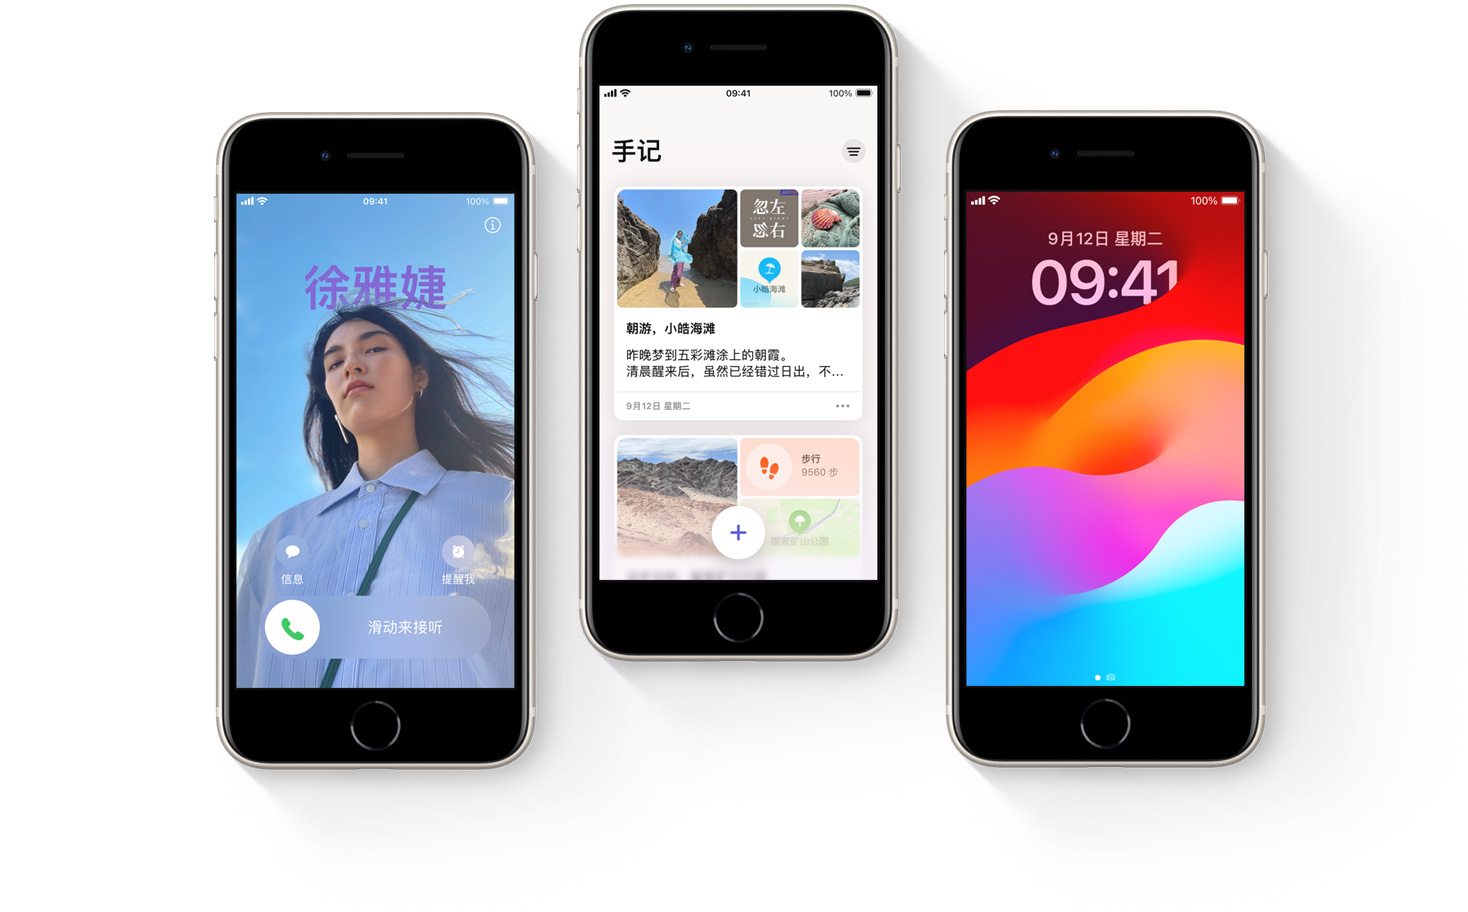 09:41
100%
徐雅婕
信息
提醒我
滑动来接听
09:41
100%
手记
忽左
忽右
小皓海滩
朝游，小皓海滩
昨晚梦到五彩滩涂上的朝霞。
清晨醒来后，虽然已经错过日出，不...
9月12日 星期二
步行
9560 步
国家矿山公园
100%
9月12日 星期二
09:41